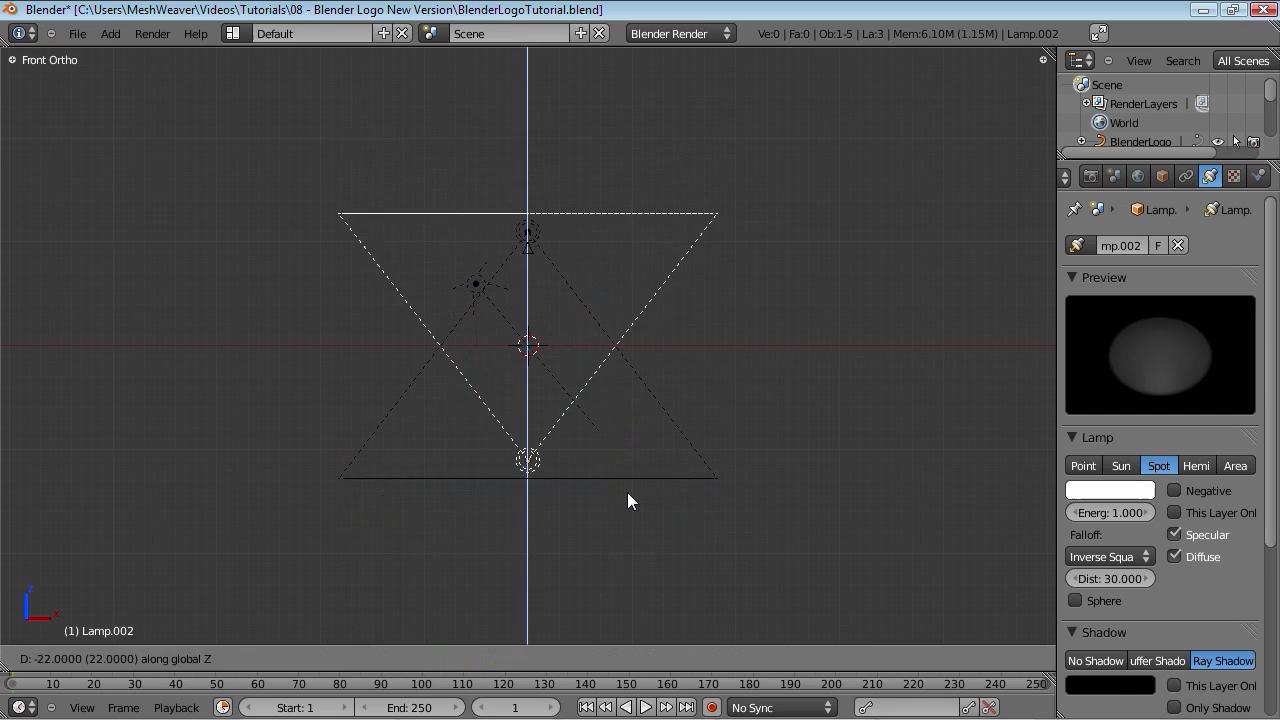 Blender* [C:\Users\MeshWeaver\Videos\Tutorials\08 - Blender Logo New Version\BlenderLogoTutorial.blend]
File Add Render Help Default Scene Blender Render Ve:0 | Fa:0 | Ob:1-5 | La:3 | Mem:6.10M (1.15M) | Lamp.002
Front Ortho
View Search All Scenes
Scene
RenderLayers
World
BlenderLogo
Lamp. Lamp.
mp.002 F
Preview
Lamp
Point Sun Spot Hemi Area
Negative
Energ: 1.000 This Layer Onl
Falloff: Specular
Inverse Squa Diffuse
Dist: 30.000
Sphere
Shadow
No Shadow uffer Shado Ray Shadow
This Layer Onl
Only Shadow
z
x
(1) Lamp.002
D: -22.0000 (22.0000) along global Z
10 20 30 40 50 60 70 80 90 100 110 120 130 140 150 160 170 180 190 200 210 220 230 240 250
View Frame Playback Start: 1 End: 250 1 No Sync